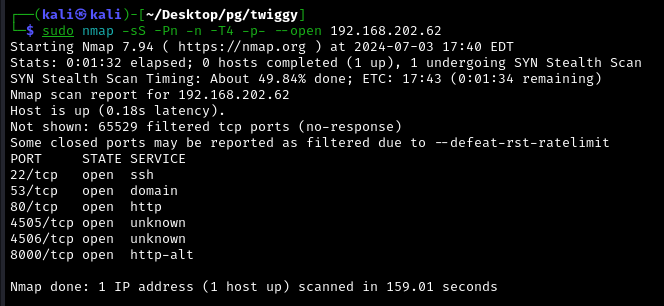 ┌──(kali㉿kali)-[~/Desktop/pg/twiggy]
└─$ sudo nmap -sS -Pn -n -T4 -p- --open 192.168.202.62
Starting Nmap 7.94 ( https://nmap.org ) at 2024-07-03 17:40 EDT
Stats: 0:01:32 elapsed; 0 hosts completed (1 up), 1 undergoing SYN Stealth Scan
SYN Stealth Scan Timing: About 49.84% done; ETC: 17:43 (0:01:34 remaining)
Nmap scan report for 192.168.202.62
Host is up (0.18s latency).
Not shown: 65529 filtered tcp ports (no-response)
Some closed ports may be reported as filtered due to --defeat-rst-ratelimit
PORT     STATE SERVICE
22/tcp   open  ssh
53/tcp   open  domain
80/tcp   open  http
4505/tcp open  unknown
4506/tcp open  unknown
8000/tcp open  http-alt

Nmap done: 1 IP address (1 host up) scanned in 159.01 seconds